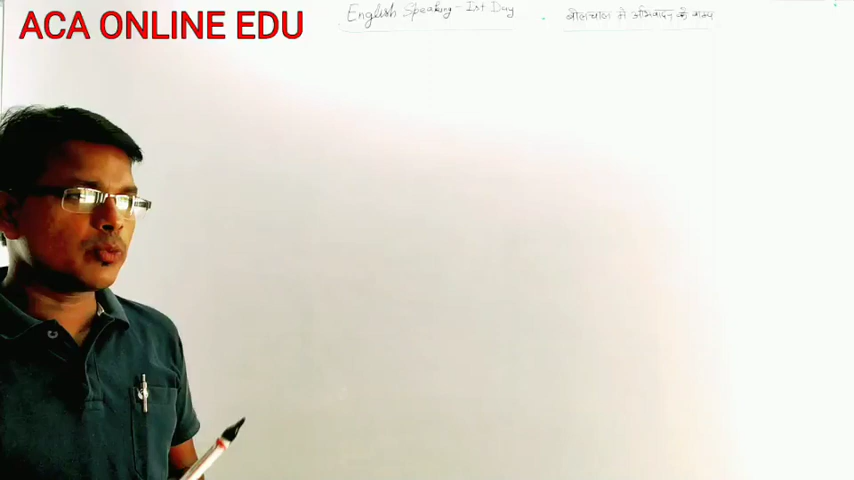 ACA ONLINE EDU
English Speaking - Ist Day
बोलचाल में अभिवादन के वाक्य